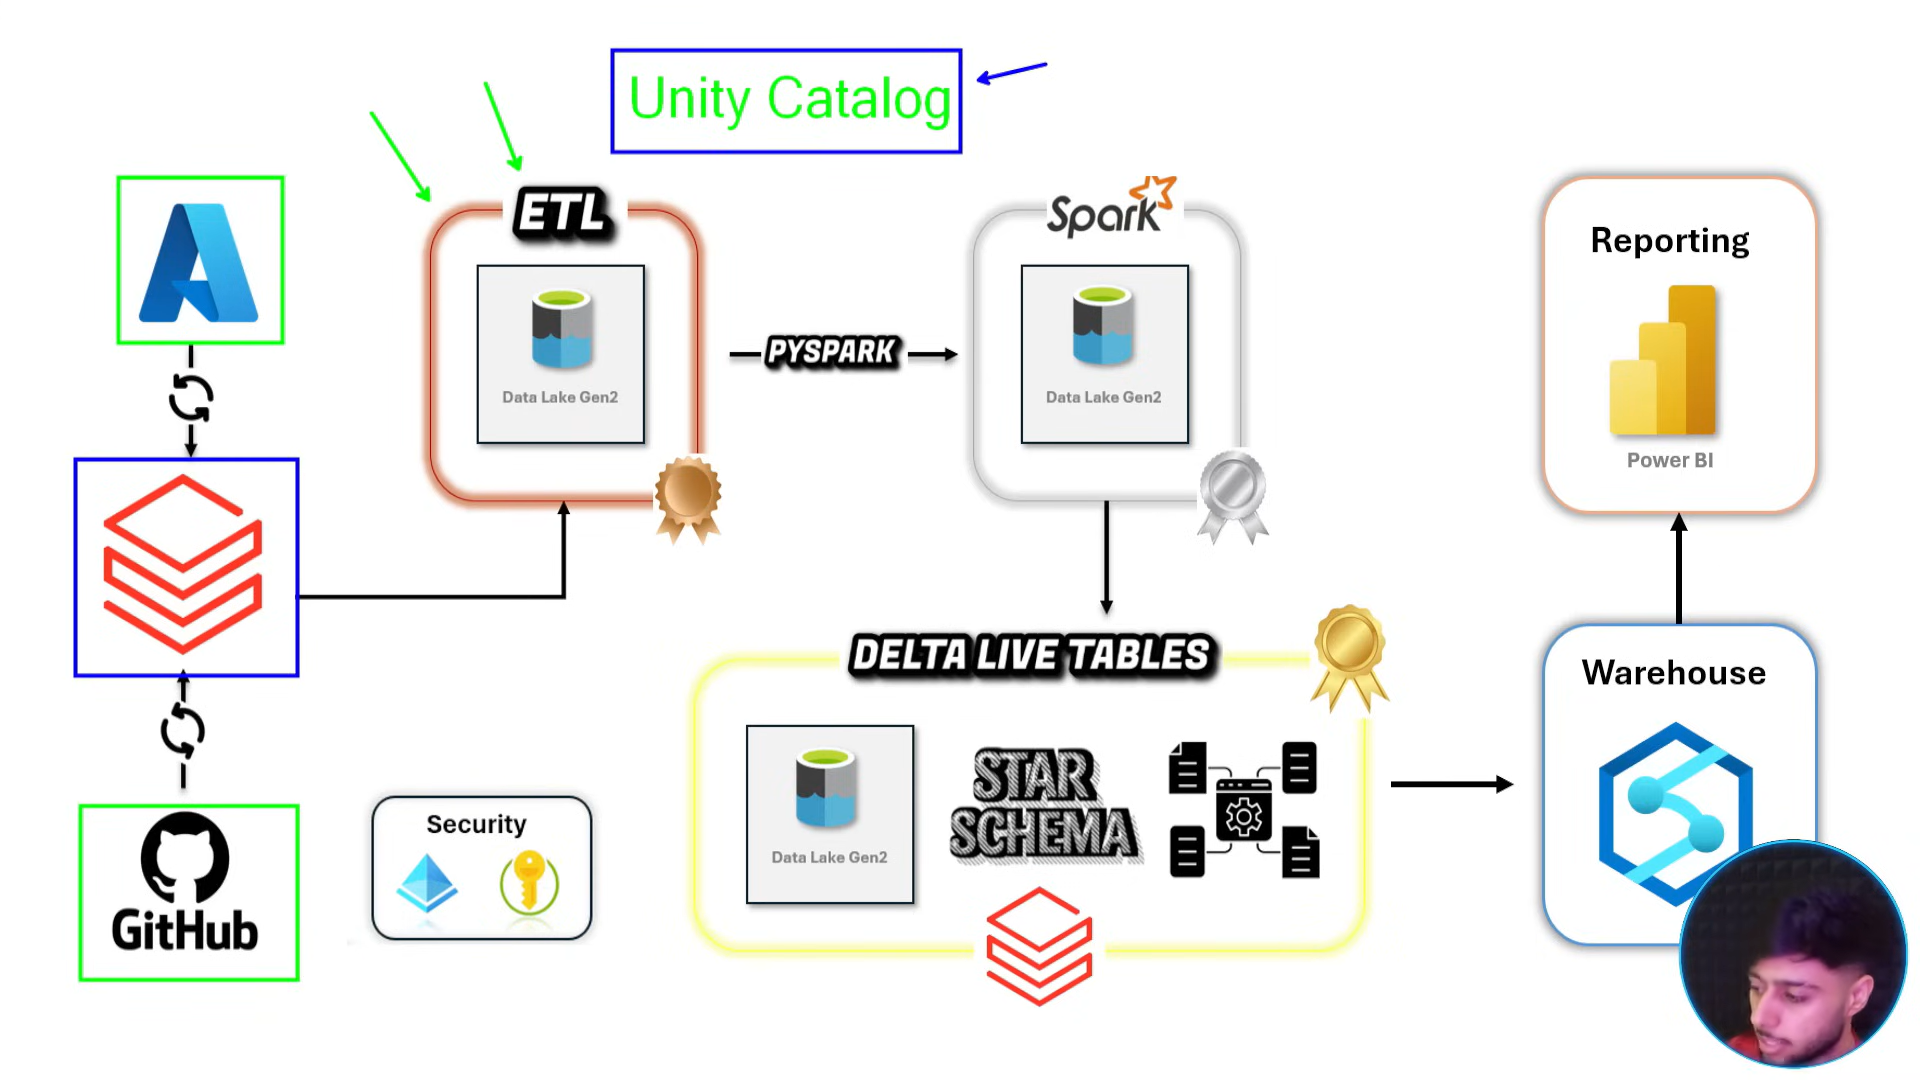 Unity Catalog
ETL
Spark
Data Lake Gen2
PYSPARK
Data Lake Gen2
Reporting
Power BI
DELTA LIVE TABLES
Warehouse
Data Lake Gen2
STAR
SCHEMA
GitHub
Security